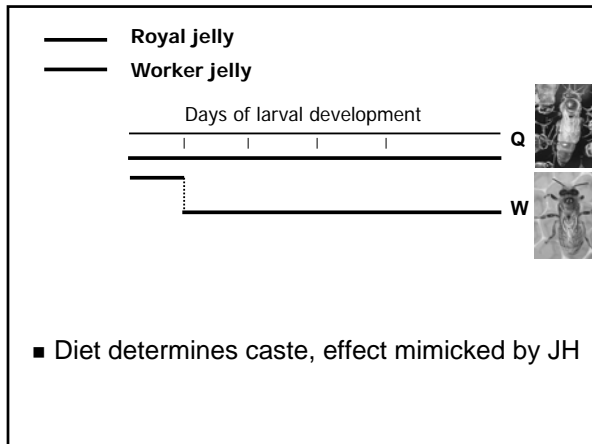 Royal jelly
Worker jelly
Days of larval development
Q
W
■ Diet determines caste, effect mimicked by JH